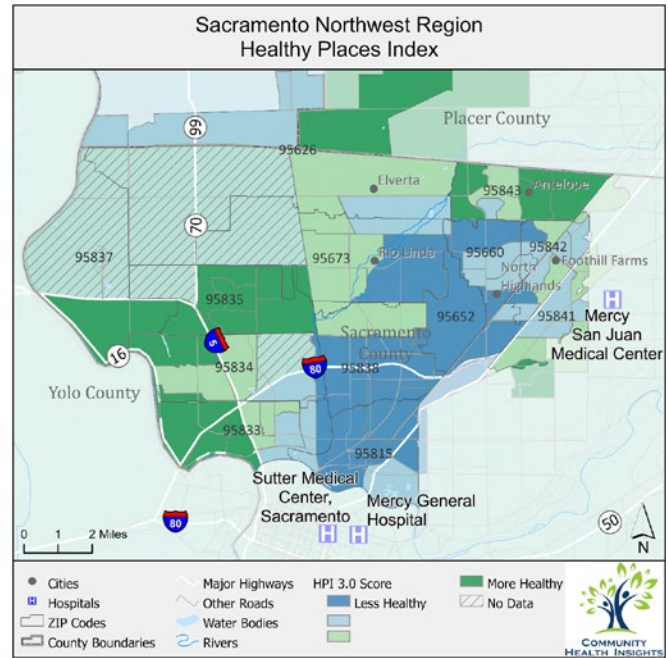 Sacramento Northwest Region
Healthy Places Index
99
Placer County
95626
Elverta
95843
Antelope
70
95837
95673
Rio Linda
95660
95842
Foothill Farms
North
Highlands
95835
95652
95841
Mercy
San Juan
Medical Center
5
Sacramento
County
16
95834
80
95838
Yolo County
95833
95815
Sutter Medical
Center,
Sacramento
Mercy General
Hospital
80
H H
H
50
0 1 2 Miles
N
Cities
H Hospitals
ZIP Codes
County Boundaries
Major Highways
Other Roads
Water Bodies
Rivers
HPI 3.0 Score
Less Healthy
More Healthy
No Data
COMMUNITY
HEALTH INSIGHTS